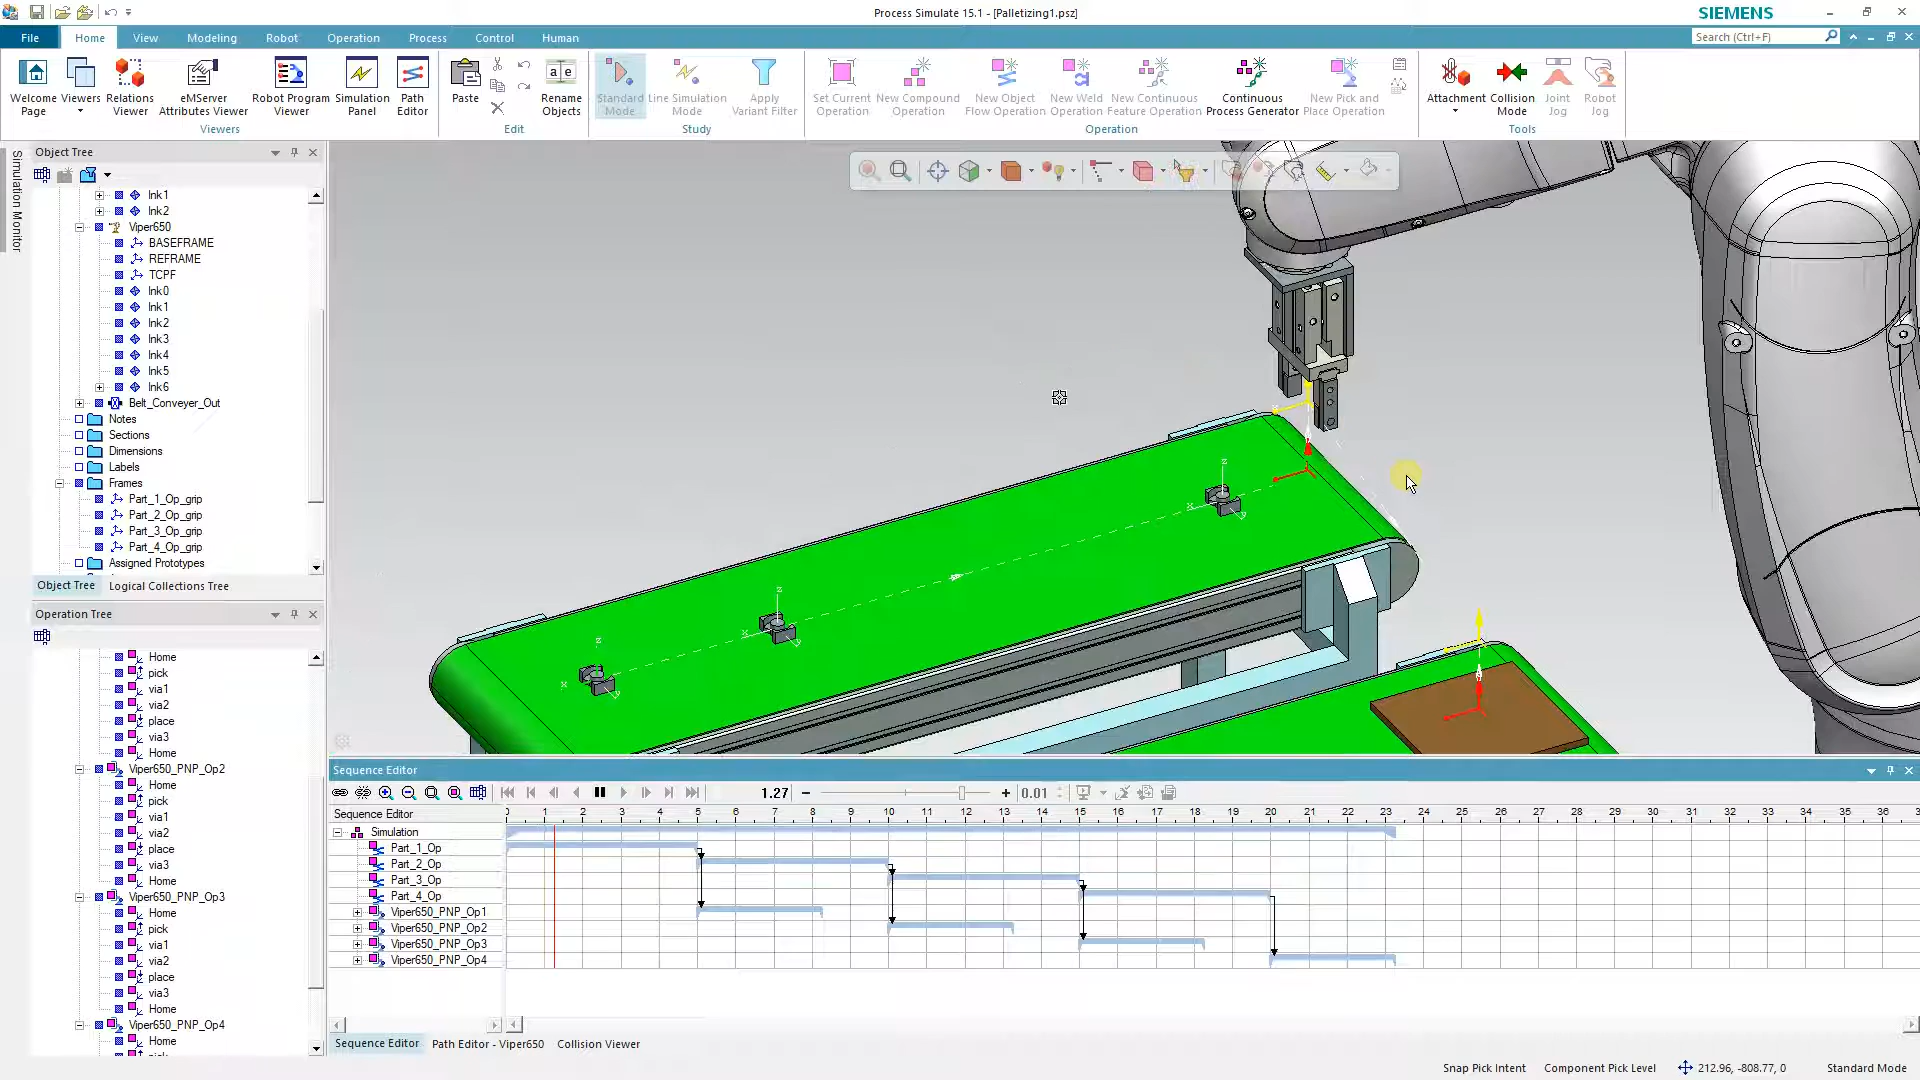 Process Simulate 15.1 - [Palletizing1.psz]
SIEMENS
File Home View Modeling Robot Operation Process Control Human
Search (Ctrl+F)
Welcome Page
Viewers
Relations Viewer
eMServer Attributes Viewer
Robot Program Viewer
Simulation Panel
Path Editor
Viewers
Paste
Rename Objects
Edit
Standard Mode
Line Simulation Mode
Apply Variant Filter
Study
Set Current Operation
New Compound Operation
New Object Flow Operation
New Weld Operation
New Continuous Feature Operation
Continuous Process Generator
New Pick and Place Operation
Operation
Attachment
Collision Mode
Joint Jog
Robot Jog
Tools
Simulation Monitor
Object Tree
lnk1
lnk2
Viper650
BASEFRAME
REFRAME
TCPF
lnk0
lnk1
lnk2
lnk3
lnk4
lnk5
lnk6
Belt_Conveyer_Out
Notes
Sections
Dimensions
Labels
Frames
Part_1_Op_grip
Part_2_Op_grip
Part_3_Op_grip
Part_4_Op_grip
Assigned Prototypes
Object Tree Logical Collections Tree
Operation Tree
Home
pick
via1
via2
place
via3
Home
Viper650_PNP_Op2
Home
pick
via1
via2
place
via3
Home
Viper650_PNP_Op3
Home
pick
via1
via2
place
via3
Home
Viper650_PNP_Op4
Home
Sequence Editor
1.27
0.01
Sequence Editor
0 1 2 3 4 5 6 7 8 9 10 11 12 13 14 15 16 17 18 19 20 21 22 23 24 25 26 27 28 29 30 31 32 33 34 35 36
Simulation
Part_1_Op
Part_2_Op
Part_3_Op
Part_4_Op
Viper650_PNP_Op1
Viper650_PNP_Op2
Viper650_PNP_Op3
Viper650_PNP_Op4
Sequence Editor Path Editor - Viper650 Collision Viewer
Snap Pick Intent Component Pick Level 212.96, -808.77, 0 Standard Mode